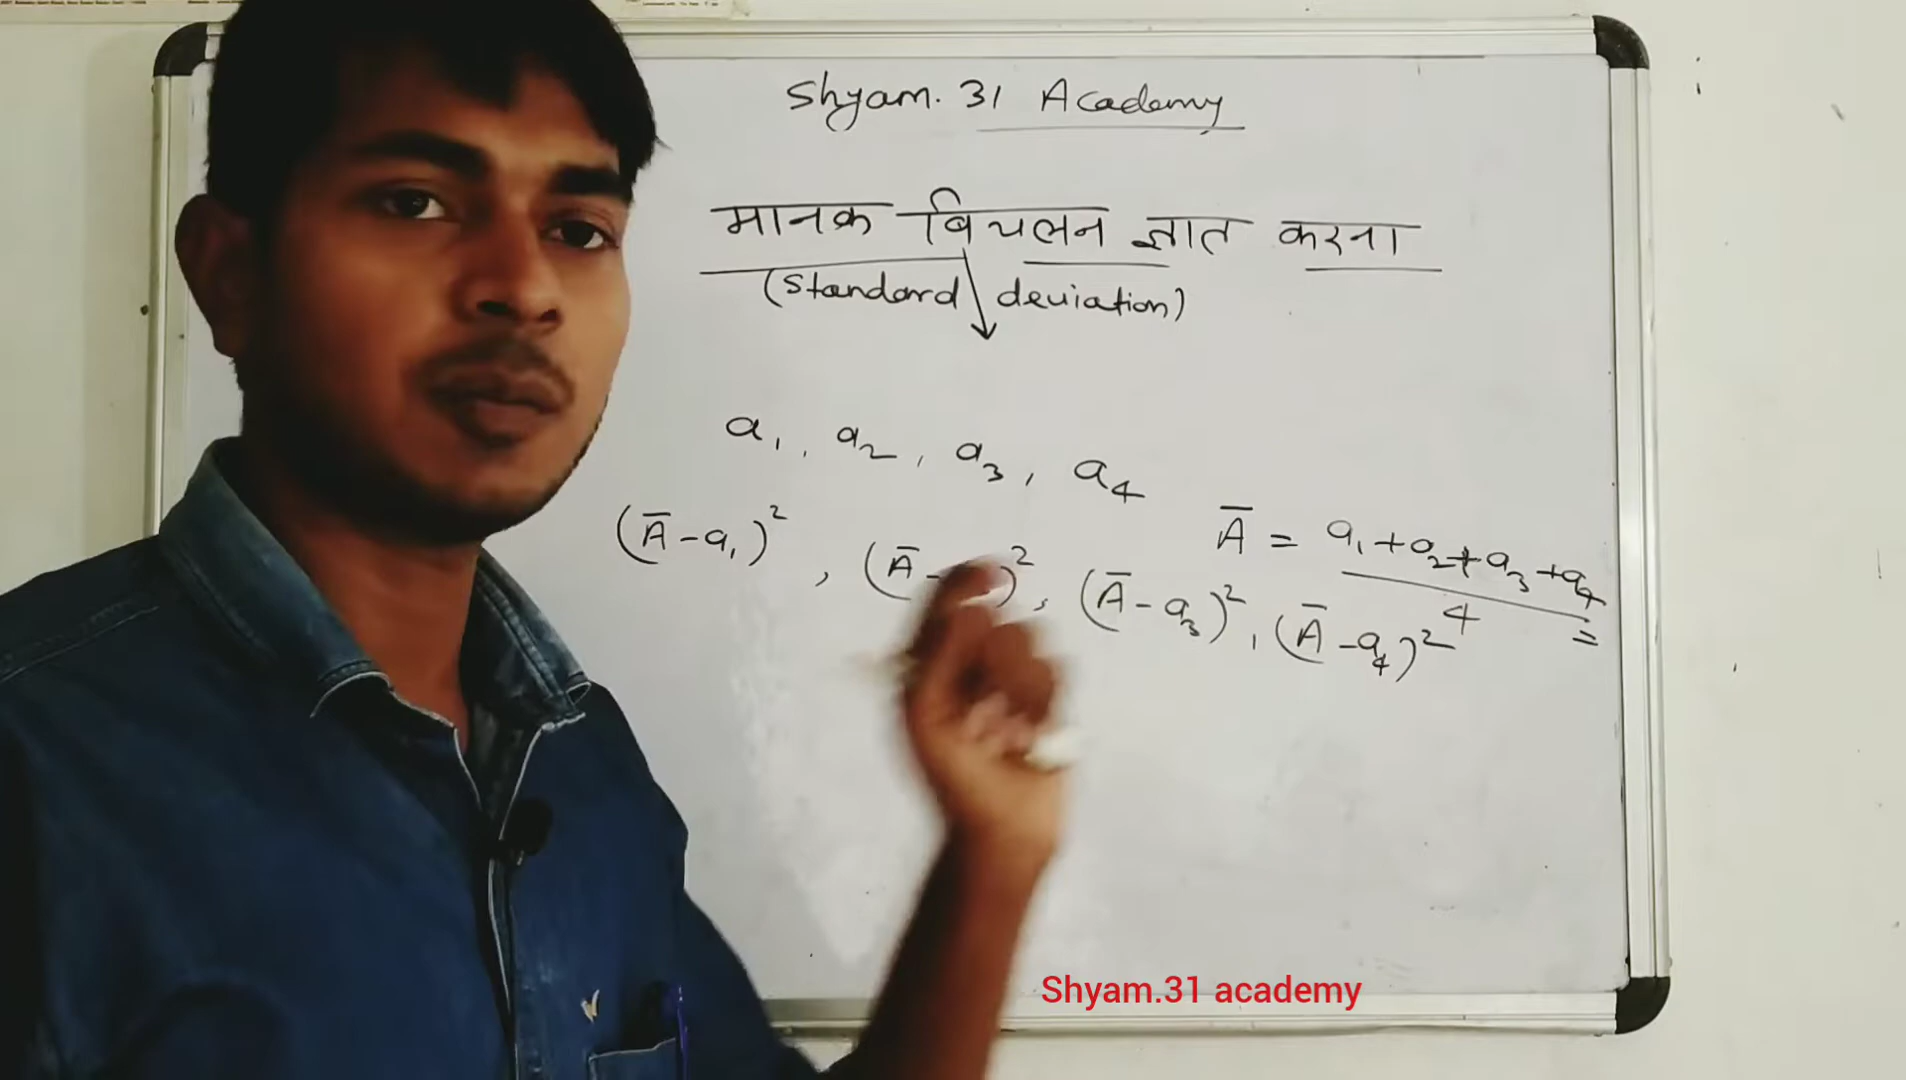 Shyam. 31 Academy
मानक विचलन ज्ञात करना
(Standard deviation)
a₁, a₂, a₃, a₄
Ā = a₁+a₂+a₃+a₄ / 4 =
(Ā-a₁)², (Ā- )², (Ā-a₃)², (Ā-a₄)²
Shyam.31 academy